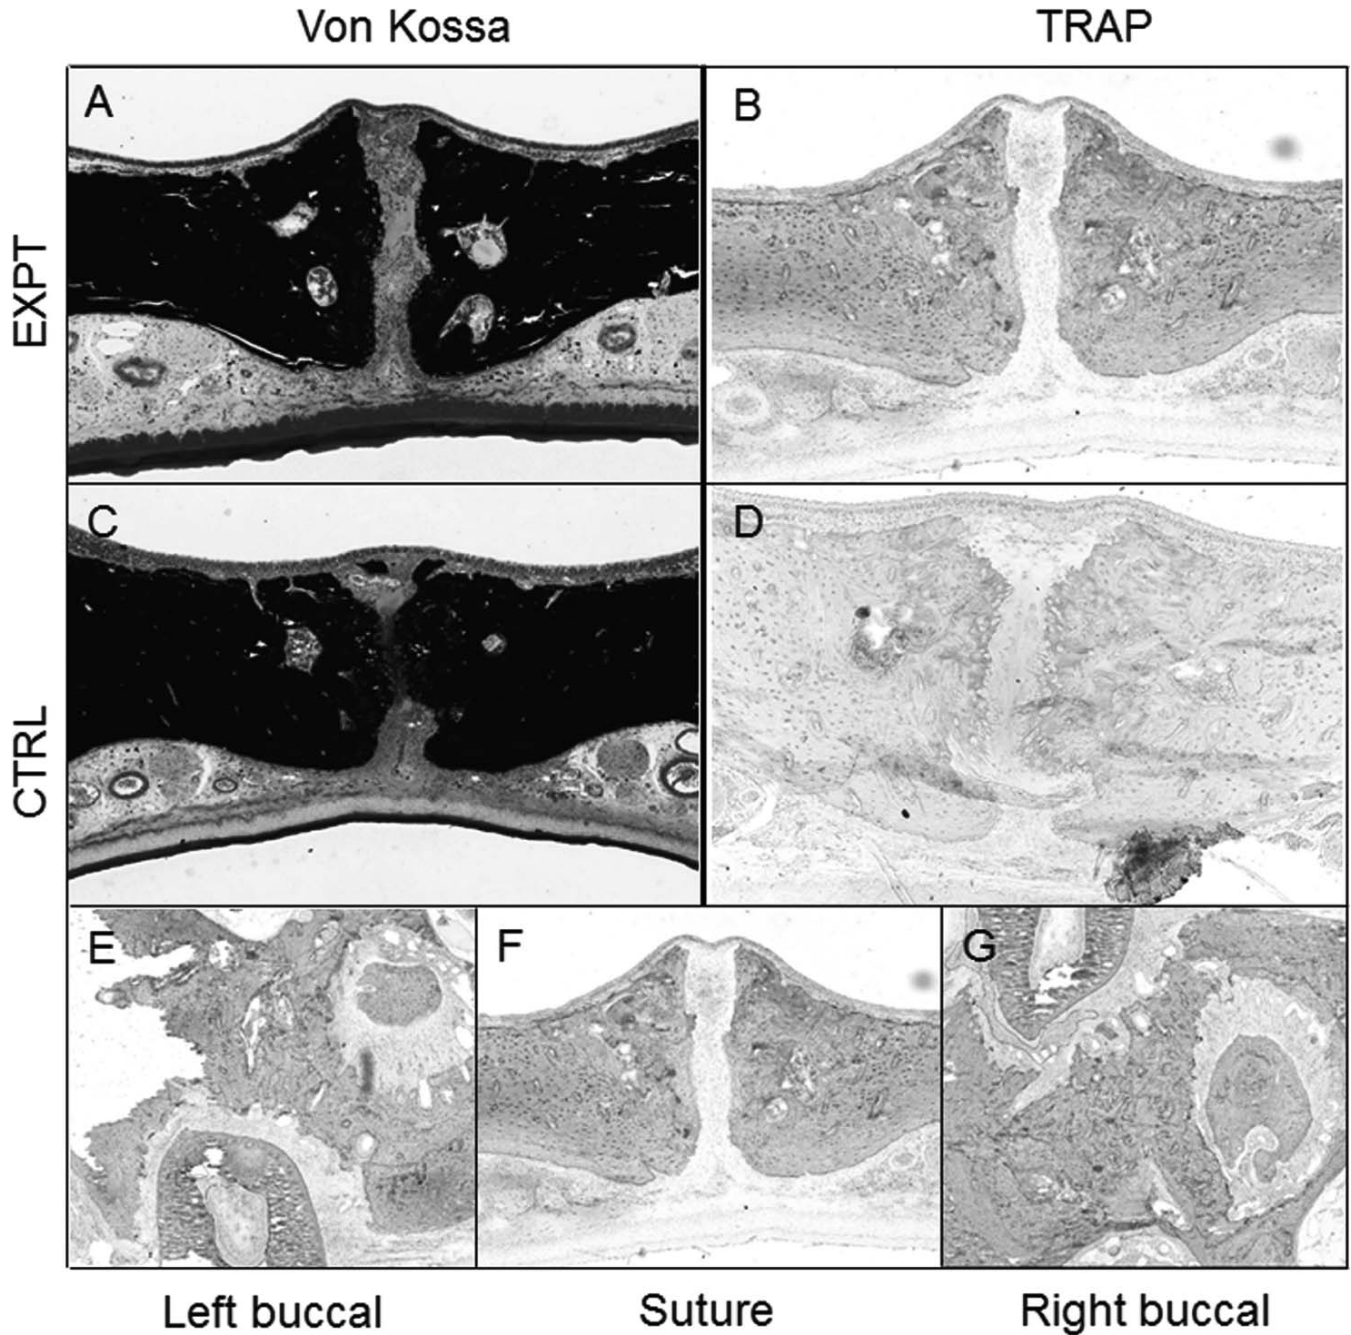 Von Kossa
TRAP
A
B
EXPT
C
D
CTRL
E
F
G
Left buccal
Suture
Right buccal